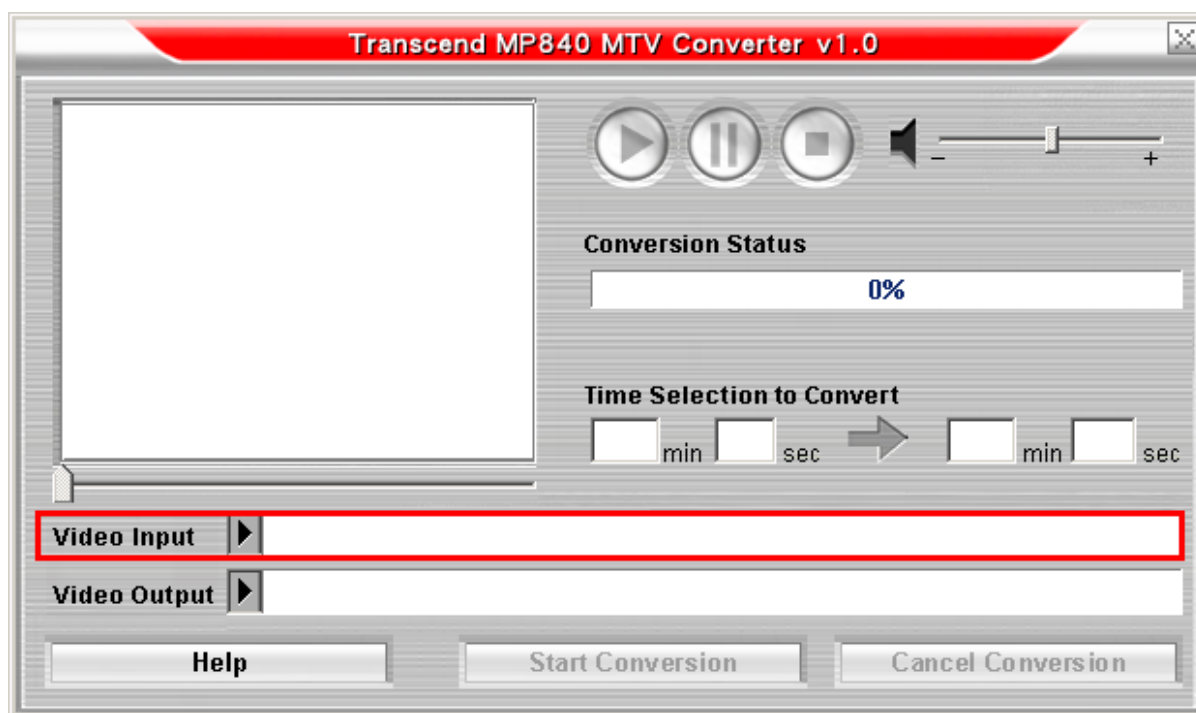 Transcend MP840 MTV Converter v1.0
- +
Conversion Status
0%
Time Selection to Convert
min sec min sec
Video Input
Video Output
Help Start Conversion Cancel Conversion